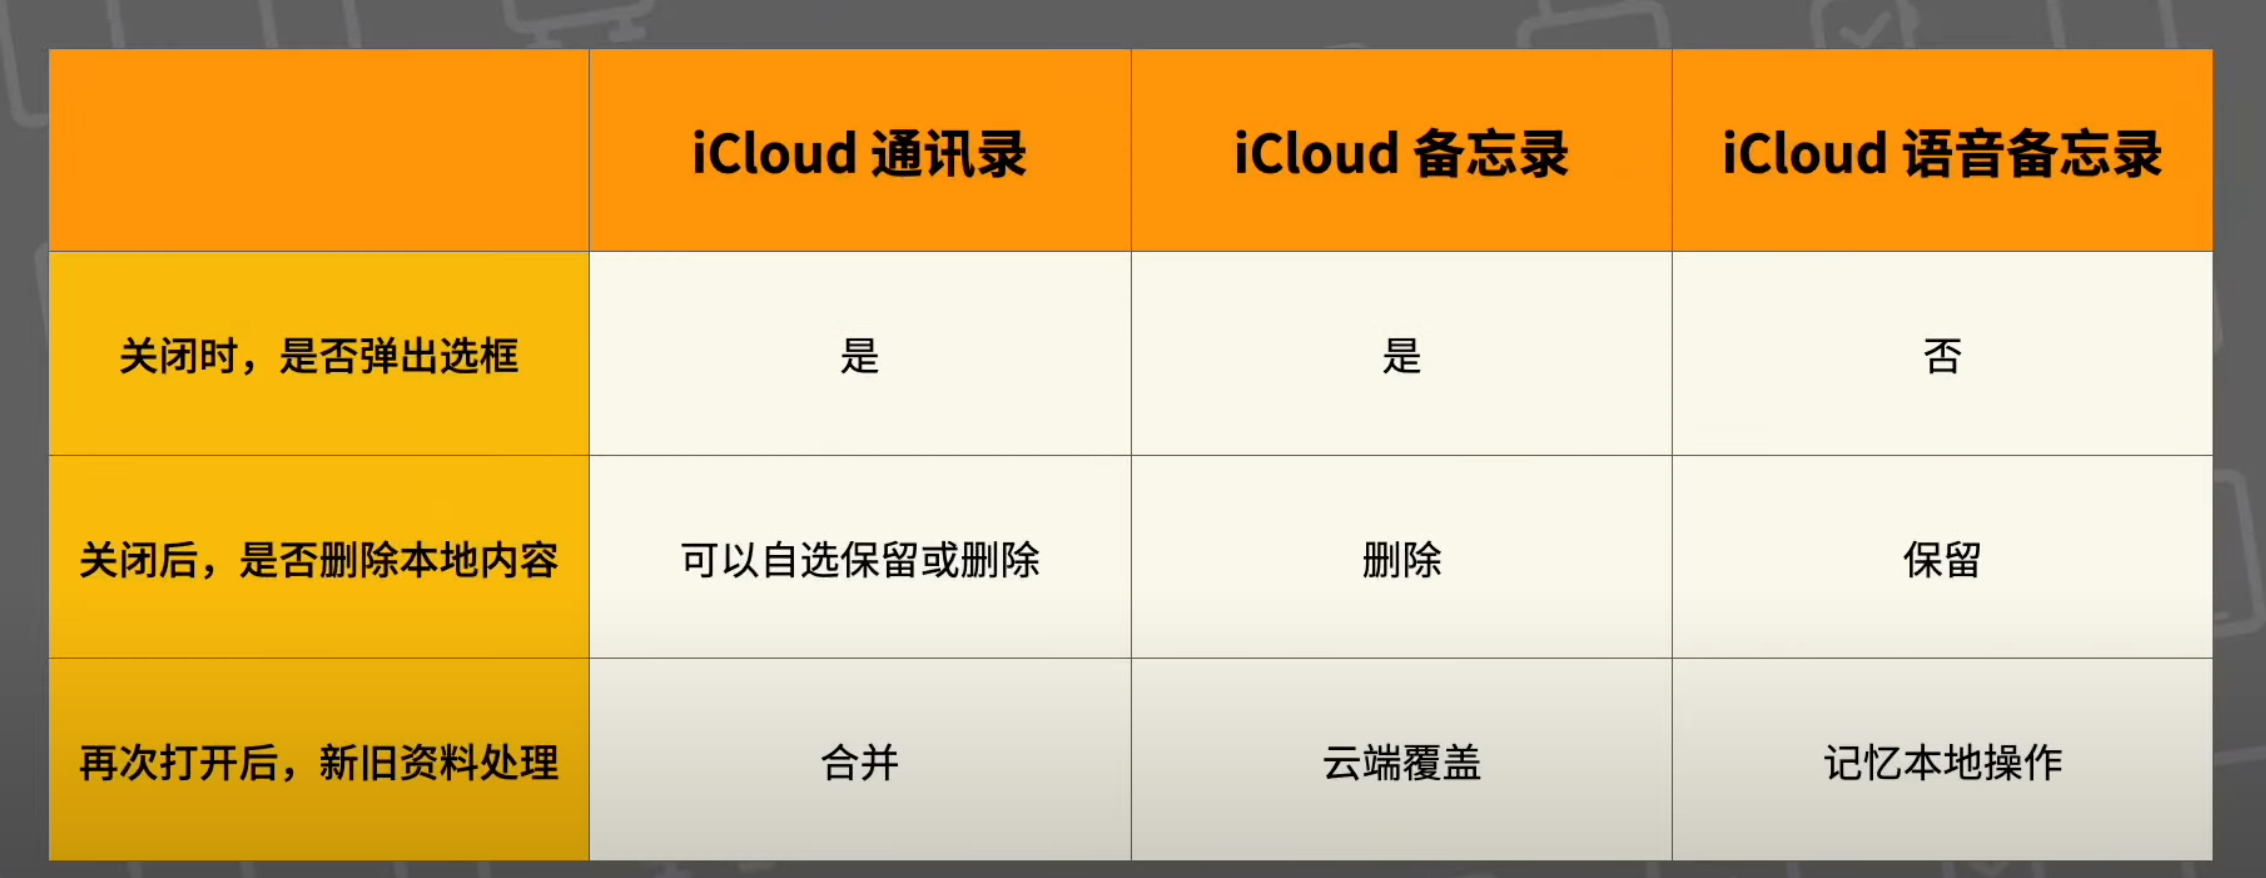 iCloud 通讯录
iCloud 备忘录
iCloud 语音备忘录
关闭时，是否弹出选框
是
是
否
关闭后，是否删除本地内容
可以自选保留或删除
删除
保留
再次打开后，新旧资料处理
合并
云端覆盖
记忆本地操作